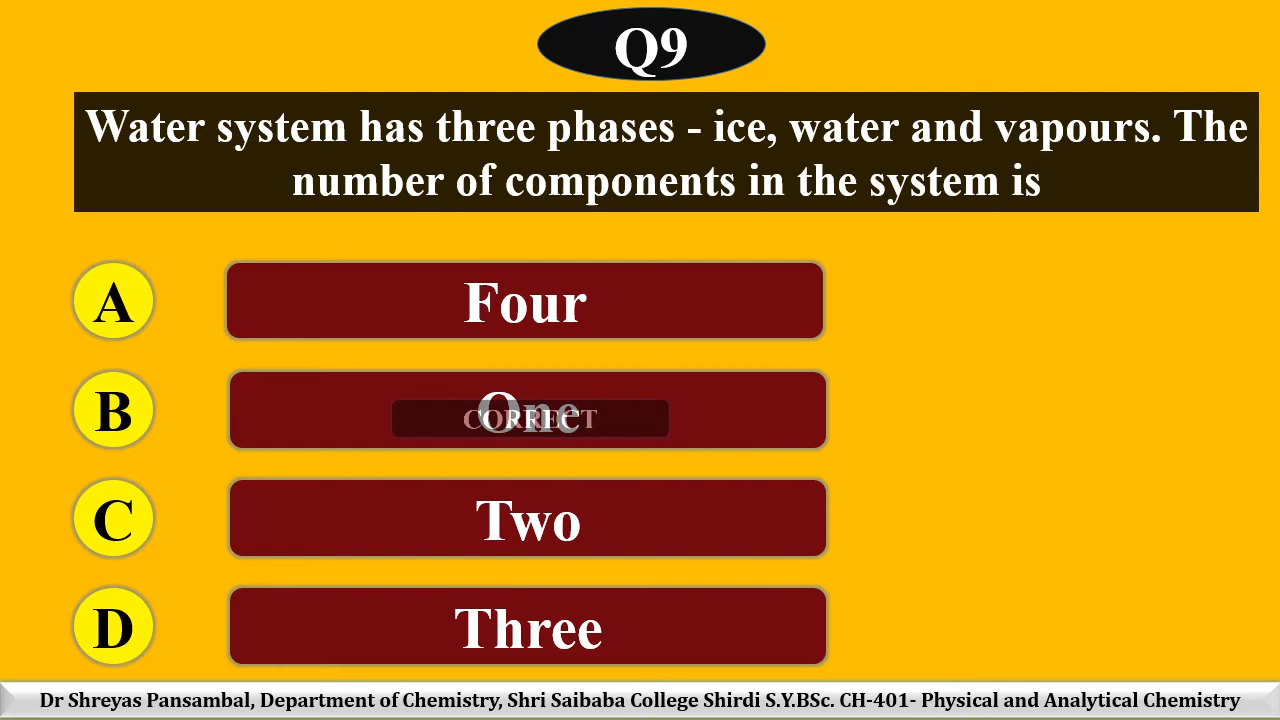 Q9
Water system has three phases - ice, water and vapours. The
number of components in the system is
A
Four
B
One
CORRECT
C
Two
D
Three
Dr Shreyas Pansambal, Department of Chemistry, Shri Saibaba College Shirdi S.Y.BSc. CH-401- Physical and Analytical Chemistry